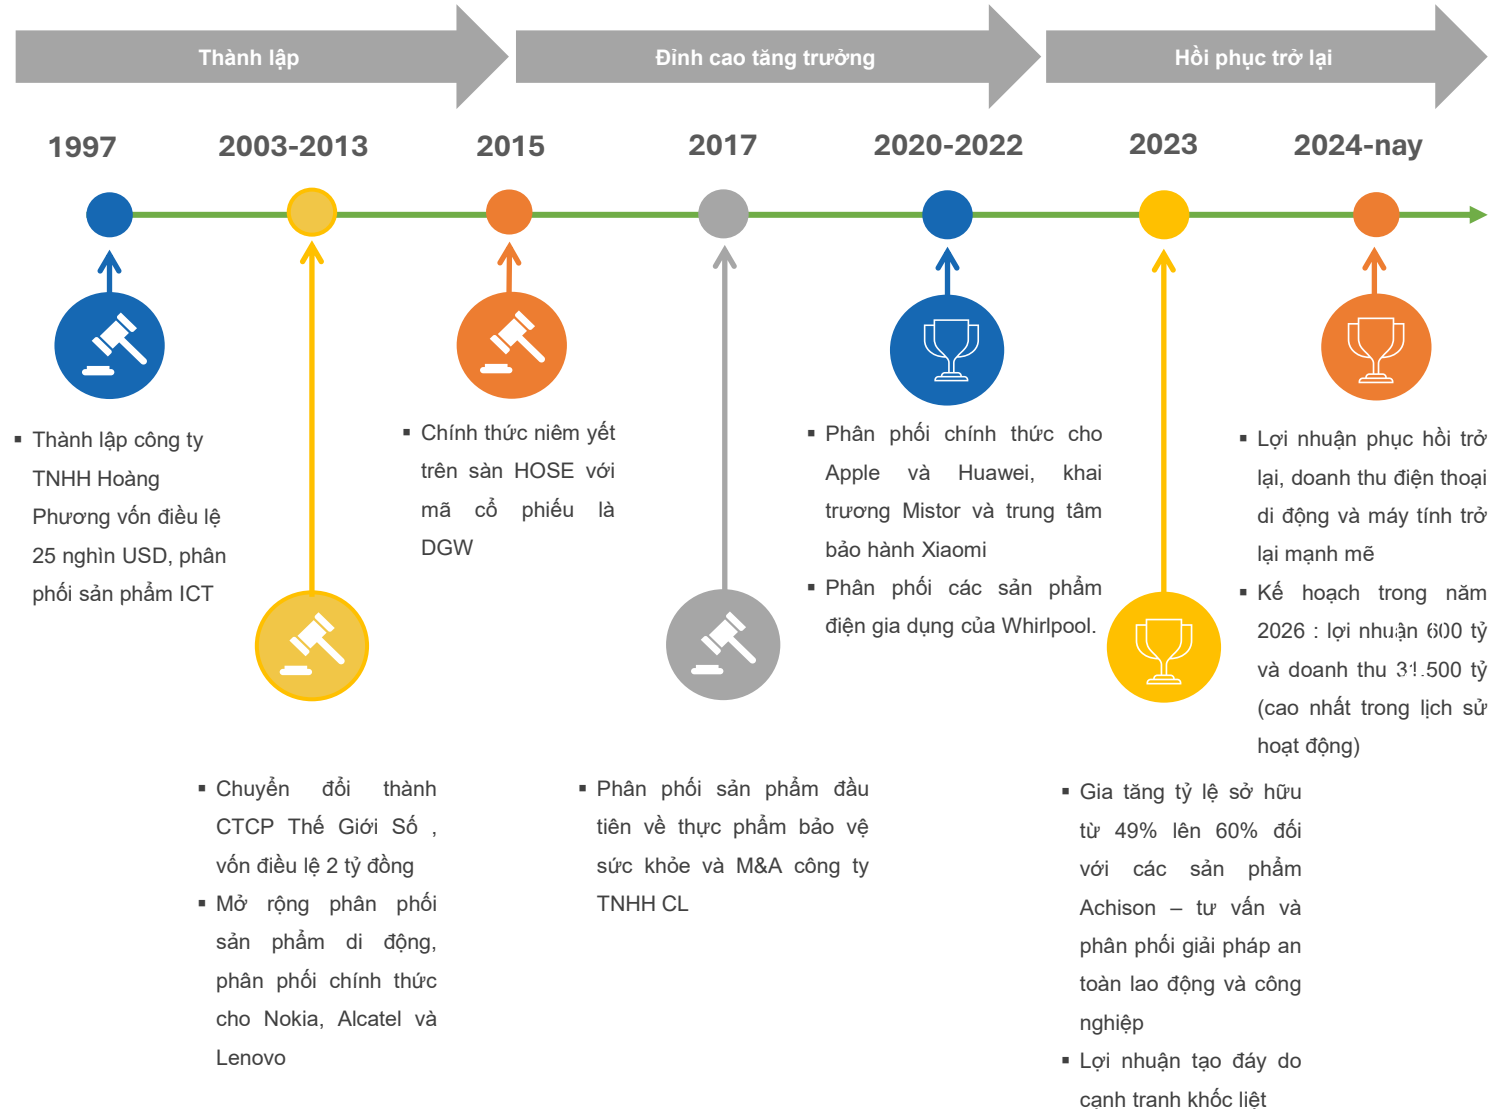 Thành lập
Đỉnh cao tăng trưởng
Hồi phục trở lại
1997
2003-2013
2015
2017
2020-2022
2023
2024-nay
▪ Thành lập công ty
TNHH Hoàng
Phương vốn điều lệ
25 nghìn USD, phân
phối sản phẩm ICT
▪ Chuyển đổi thành
CTCP Thế Giới Số ,
vốn điều lệ 2 tỷ đồng
▪ Mở rộng phân phối
sản phẩm di động,
phân phối chính thức
cho Nokia, Alcatel và
Lenovo
▪ Chính thức niêm yết
trên sàn HOSE với
mã cổ phiếu là
DGW
▪ Phân phối sản phẩm đầu
tiên về thực phẩm bảo vệ
sức khỏe và M&A công ty
TNHH CL
▪ Phân phối chính thức cho
Apple và Huawei, khai
trương Mistor và trung tâm
bảo hành Xiaomi
▪ Phân phối các sản phẩm
điện gia dụng của Whirlpool.
▪ Gia tăng tỷ lệ sở hữu
từ 49% lên 60% đối
với các sản phẩm
Achison – tư vấn và
phân phối giải pháp an
toàn lao động và công
nghiệp
▪ Lợi nhuận tạo đáy do
cạnh tranh khốc liệt
▪ Lợi nhuận phục hồi trở
lại, doanh thu điện thoại
di động và máy tính trở
lại mạnh mẽ
▪ Kế hoạch trong năm
2026 : lợi nhuận 600 tỷ
và doanh thu 31.500 tỷ
(cao nhất trong lịch sử
hoạt động)